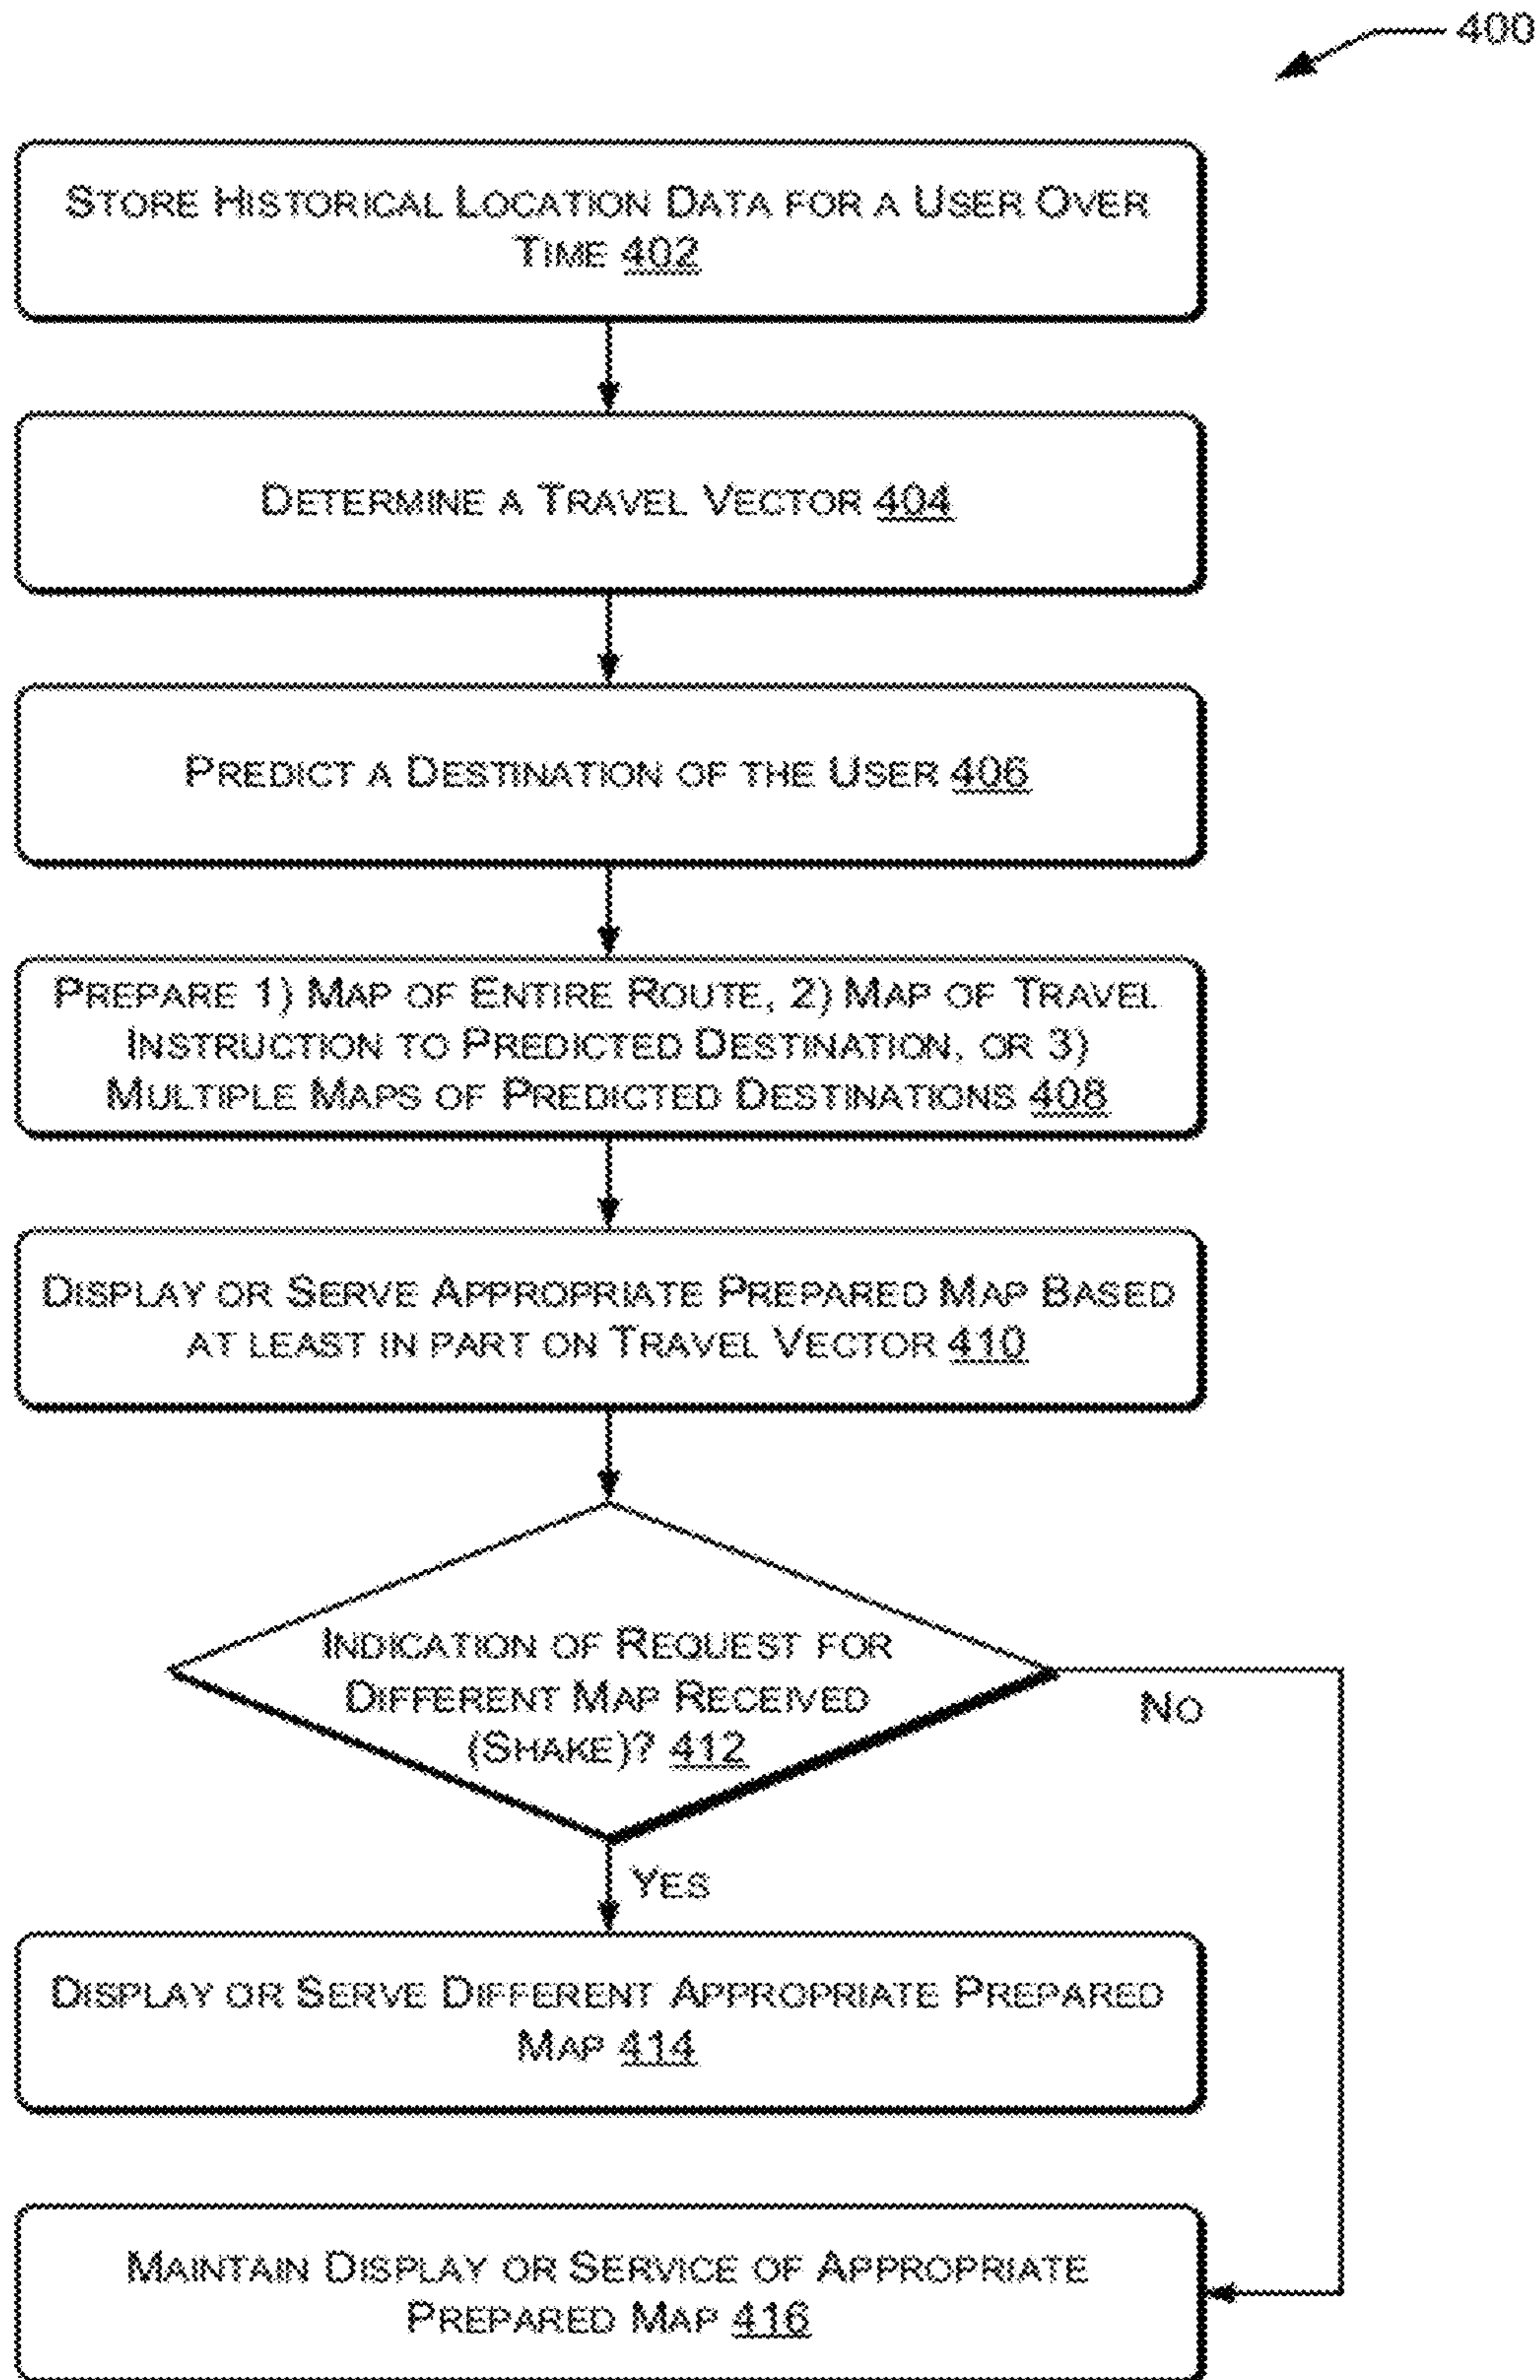 400
STORE HISTORICAL LOCATION DATA FOR A USER OVER
TIME 402
DETERMINE A TRAVEL VECTOR 404
PREDICT A DESTINATION OF THE USER 406
PREPARE 1) MAP OF ENTIRE ROUTE, 2) MAP OF TRAVEL
INSTRUCTION TO PREDICTED DESTINATION, OR 3)
MULTIPLE MAPS OF PREDICTED DESTINATIONS 408
DISPLAY OR SERVE APPROPRIATE PREPARED MAP BASED
AT LEAST IN PART ON TRAVEL VECTOR 410
INDICATION OF REQUEST FOR
DIFFERENT MAP RECEIVED
(SHAKE)? 412
NO
YES
DISPLAY OR SERVE DIFFERENT APPROPRIATE PREPARED
MAP 414
MAINTAIN DISPLAY OR SERVICE OF APPROPRIATE
PREPARED MAP 416